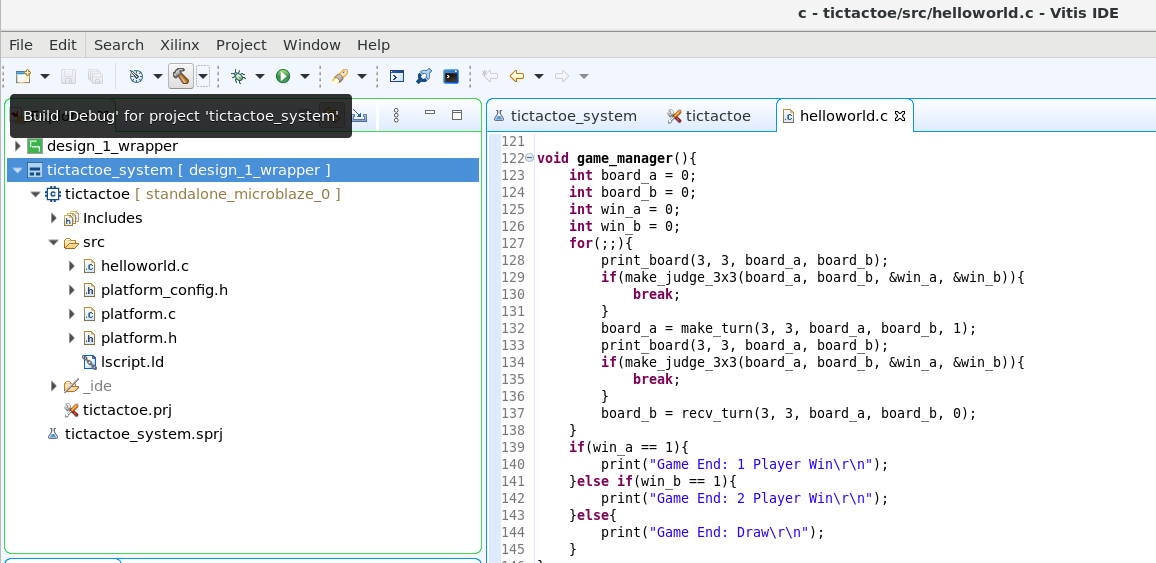 c - tictactoe/src/helloworld.c - Vitis IDE
File Edit Search Xilinx Project Window Help
Build 'Debug' for project 'tictactoe_system'
design_1_wrapper
tictactoe_system [ design_1_wrapper ]
tictactoe [ standalone_microblaze_0 ]
Includes
src
helloworld.c
platform_config.h
platform.c
platform.h
lscript.ld
_ide
tictactoe.prj
tictactoe_system.sprj
tictactoe_system tictactoe helloworld.c
121
122 void game_manager(){
123     int board_a = 0;
124     int board_b = 0;
125     int win_a = 0;
126     int win_b = 0;
127     for(;;){
128         print_board(3, 3, board_a, board_b);
129         if(make_judge_3x3(board_a, board_b, &win_a, &win_b)){
130             break;
131         }
132         board_a = make_turn(3, 3, board_a, board_b, 1);
133         print_board(3, 3, board_a, board_b);
134         if(make_judge_3x3(board_a, board_b, &win_a, &win_b)){
135             break;
136         }
137         board_b = recv_turn(3, 3, board_a, board_b, 0);
138     }
139     if(win_a == 1){
140         print("Game End: 1 Player Win\r\n");
141     }else if(win_b == 1){
142         print("Game End: 2 Player Win\r\n");
143     }else{
144         print("Game End: Draw\r\n");
145     }